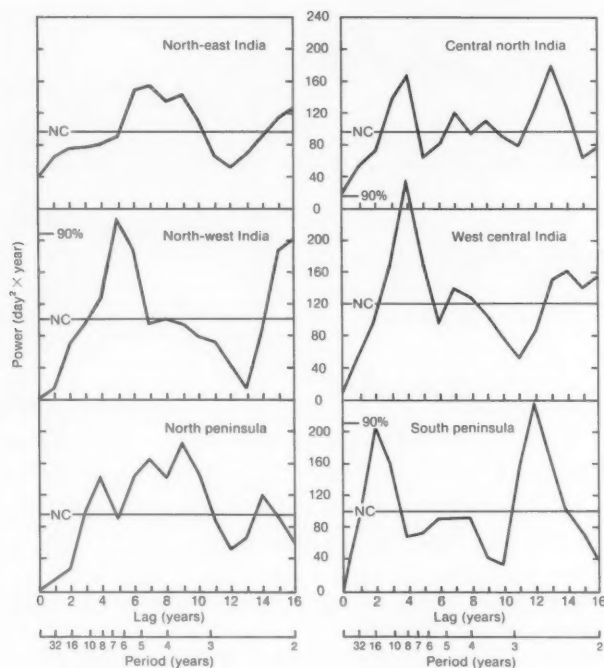 240
North-east India
Central north India
200
160
120
NC
NC
80
40
90%
0
90%
North-west India
West central India
200
160
NC
120
NC
80
40
0
Power (day² × year)
90%
North peninsula
South peninsula
200
160
120
NC
NC
80
40
0
0 2 4 6 8 10 12 14 16
0 2 4 6 8 10 12 14 16
Lag (years)
Lag (years)
32 16 10 8 7 6 5 4 3 2
32 16 10 8 7 6 5 4 3 2
Period (years)
Period (years)